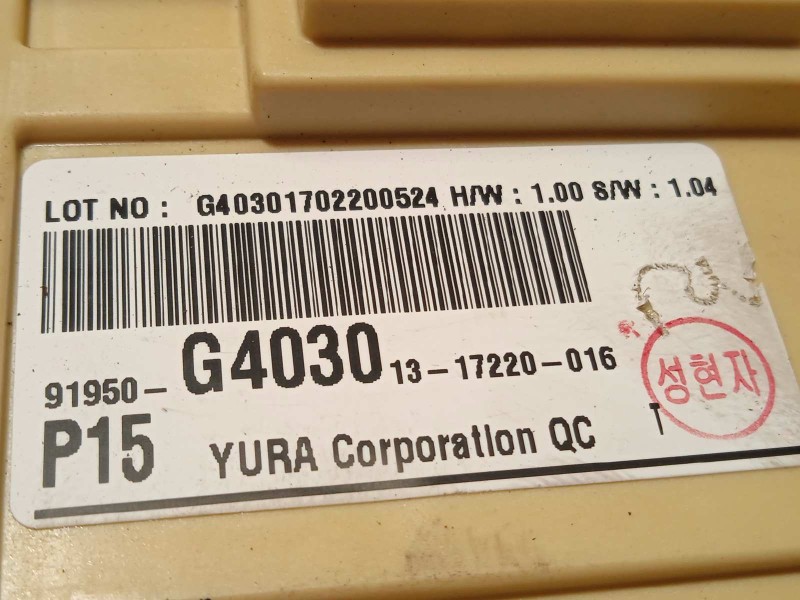 LOT NO : G40301702200524 H/W : 1.00 S/W : 1.04
91950-G4030 13-17220-016
P15 YURA Corporation QC T
성현자